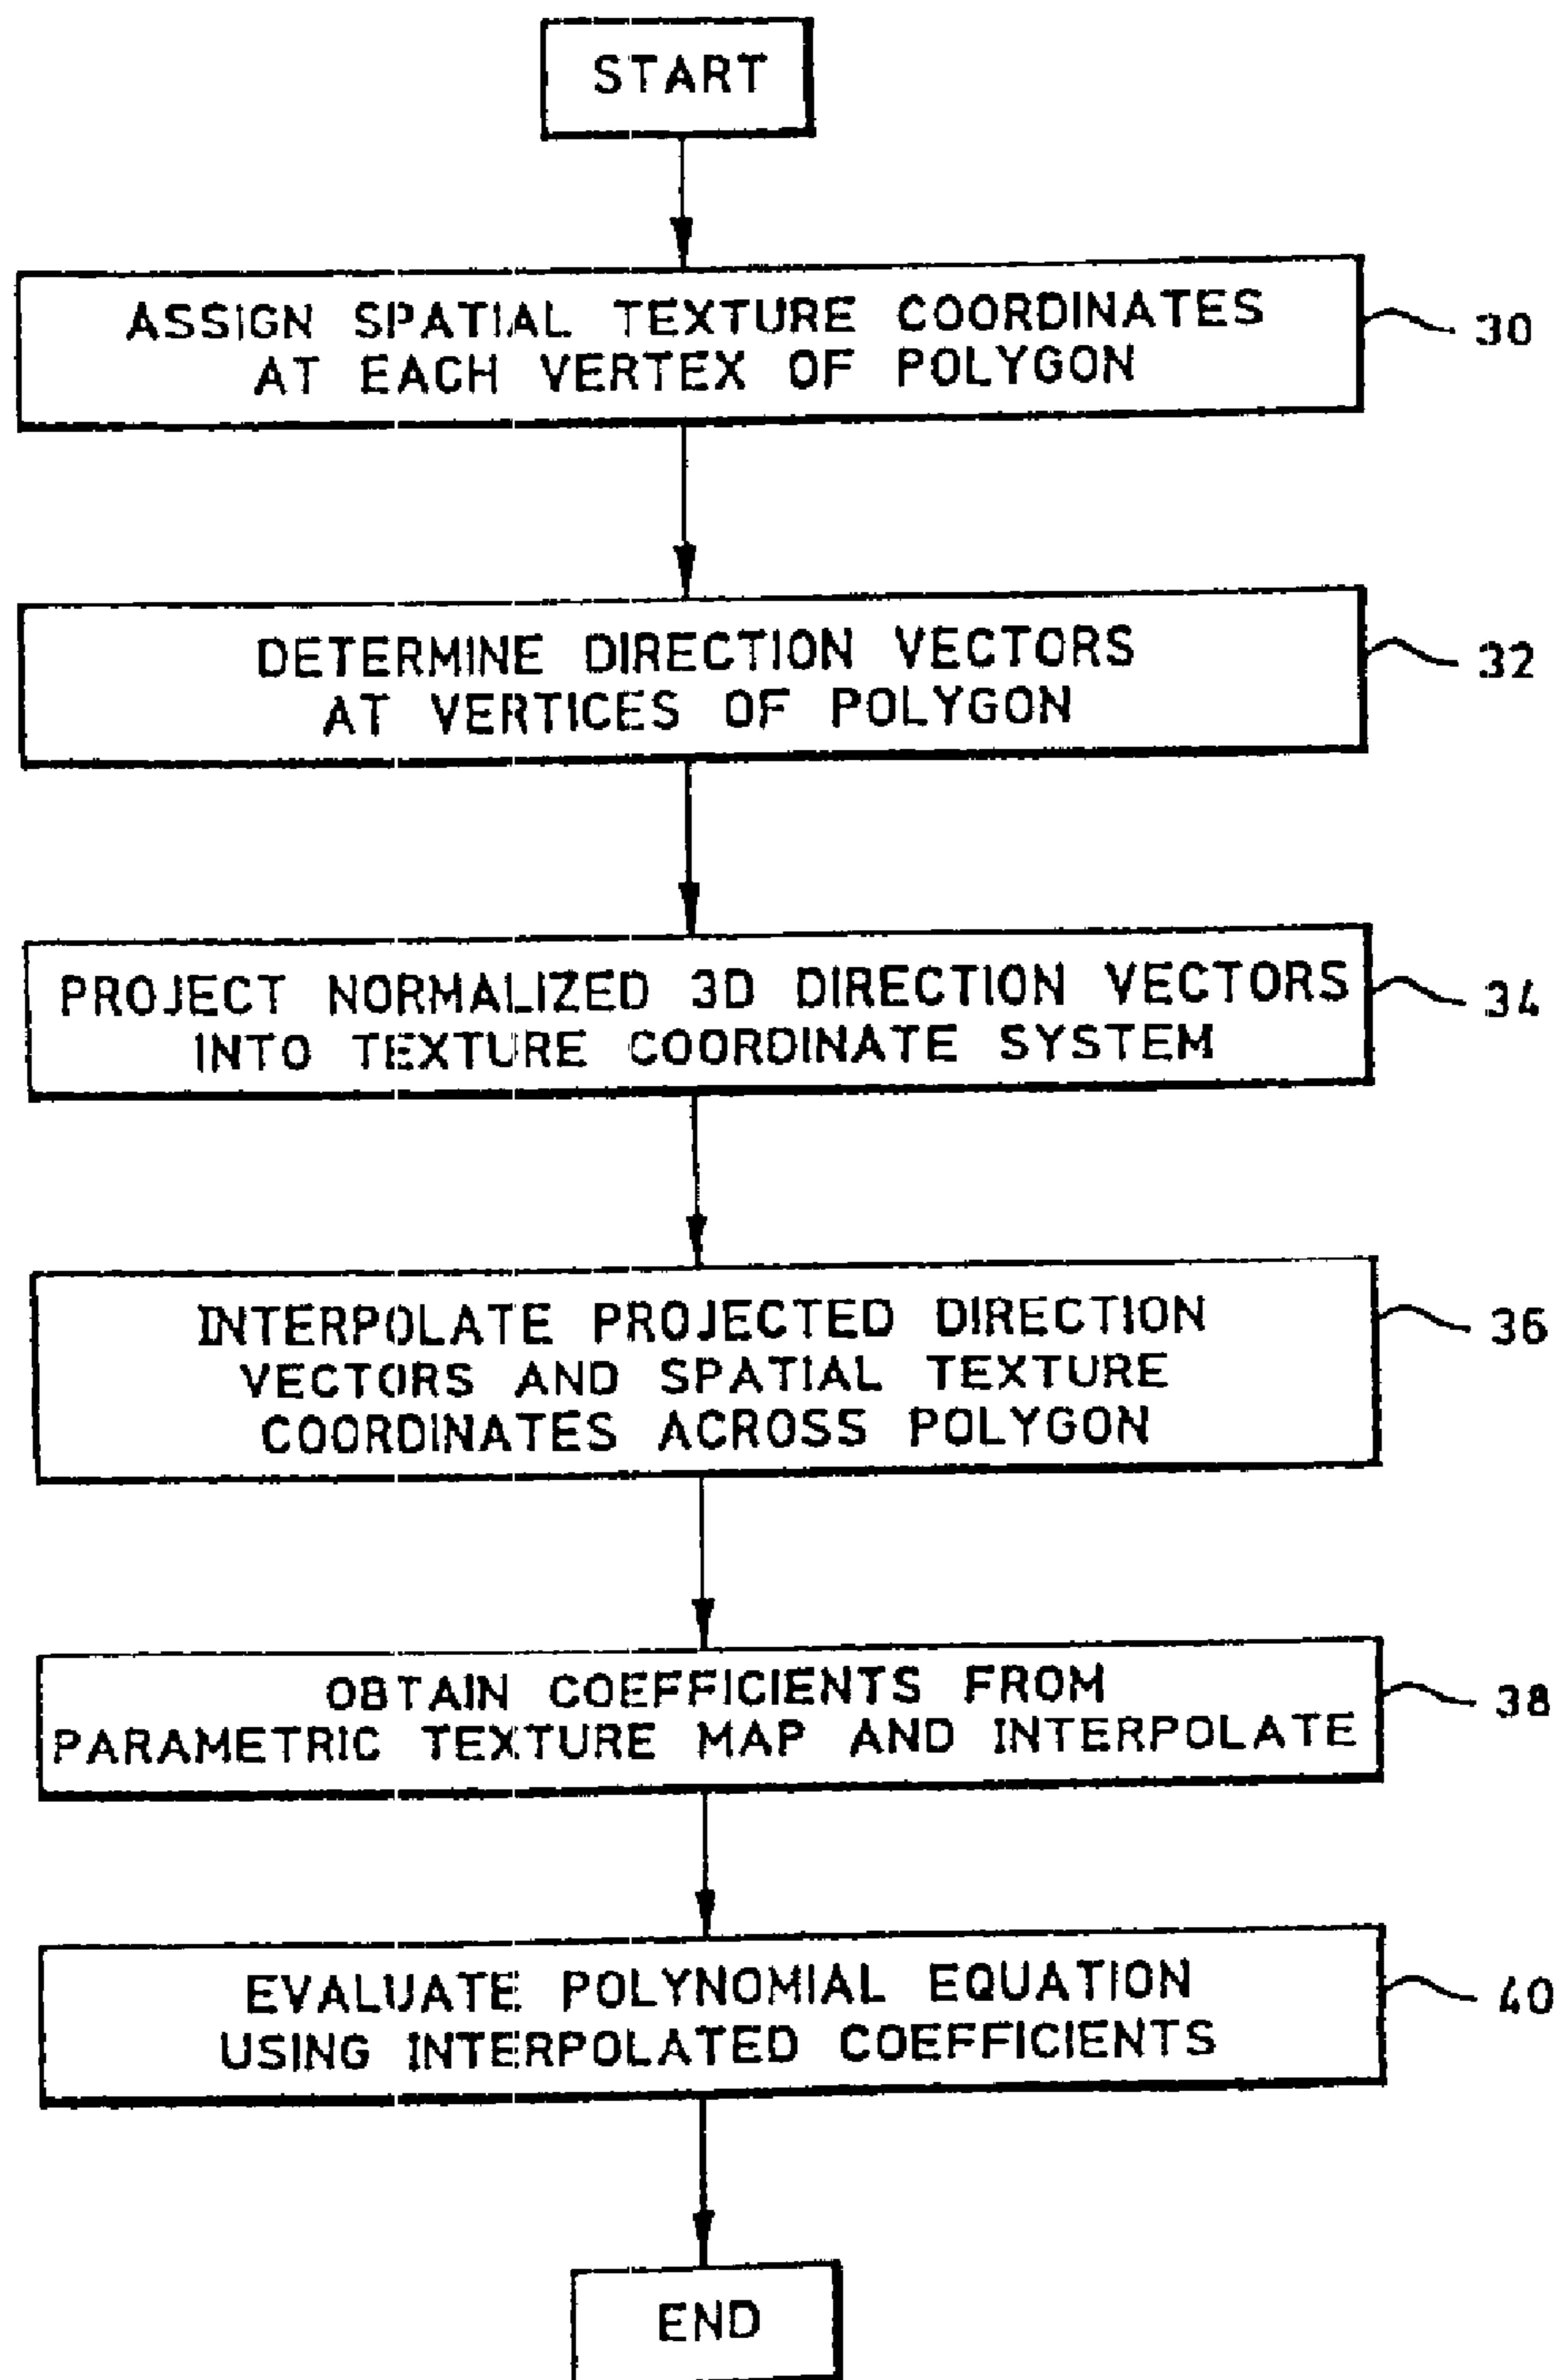 START
ASSIGN SPATIAL TEXTURE COORDINATES
AT EACH VERTEX OF POLYGON
30
DETERMINE DIRECTION VECTORS
AT VERTICES OF POLYGON
32
PROJECT NORMALIZED 3D DIRECTION VECTORS
INTO TEXTURE COORDINATE SYSTEM
34
INTERPOLATE PROJECTED DIRECTION
VECTORS AND SPATIAL TEXTURE
COORDINATES ACROSS POLYGON
36
OBTAIN COEFFICIENTS FROM
PARAMETRIC TEXTURE MAP AND INTERPOLATE
38
EVALUATE POLYNOMIAL EQUATION
USING INTERPOLATED COEFFICIENTS
40
END